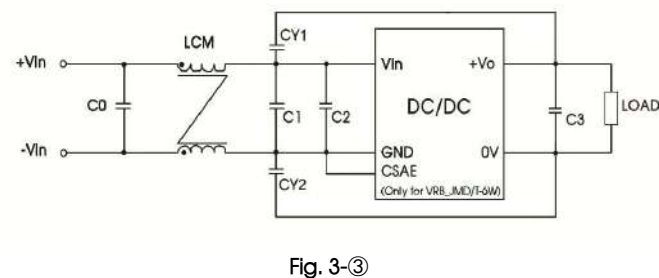 CY1
LCM
+Vin
Vin
+Vo
C0
C1
C2
DC/DC
C3
LOAD
-Vin
GND
0V
CY2
CSAE
(Only for VRB_JMD/T-6W)
Fig. 3-③